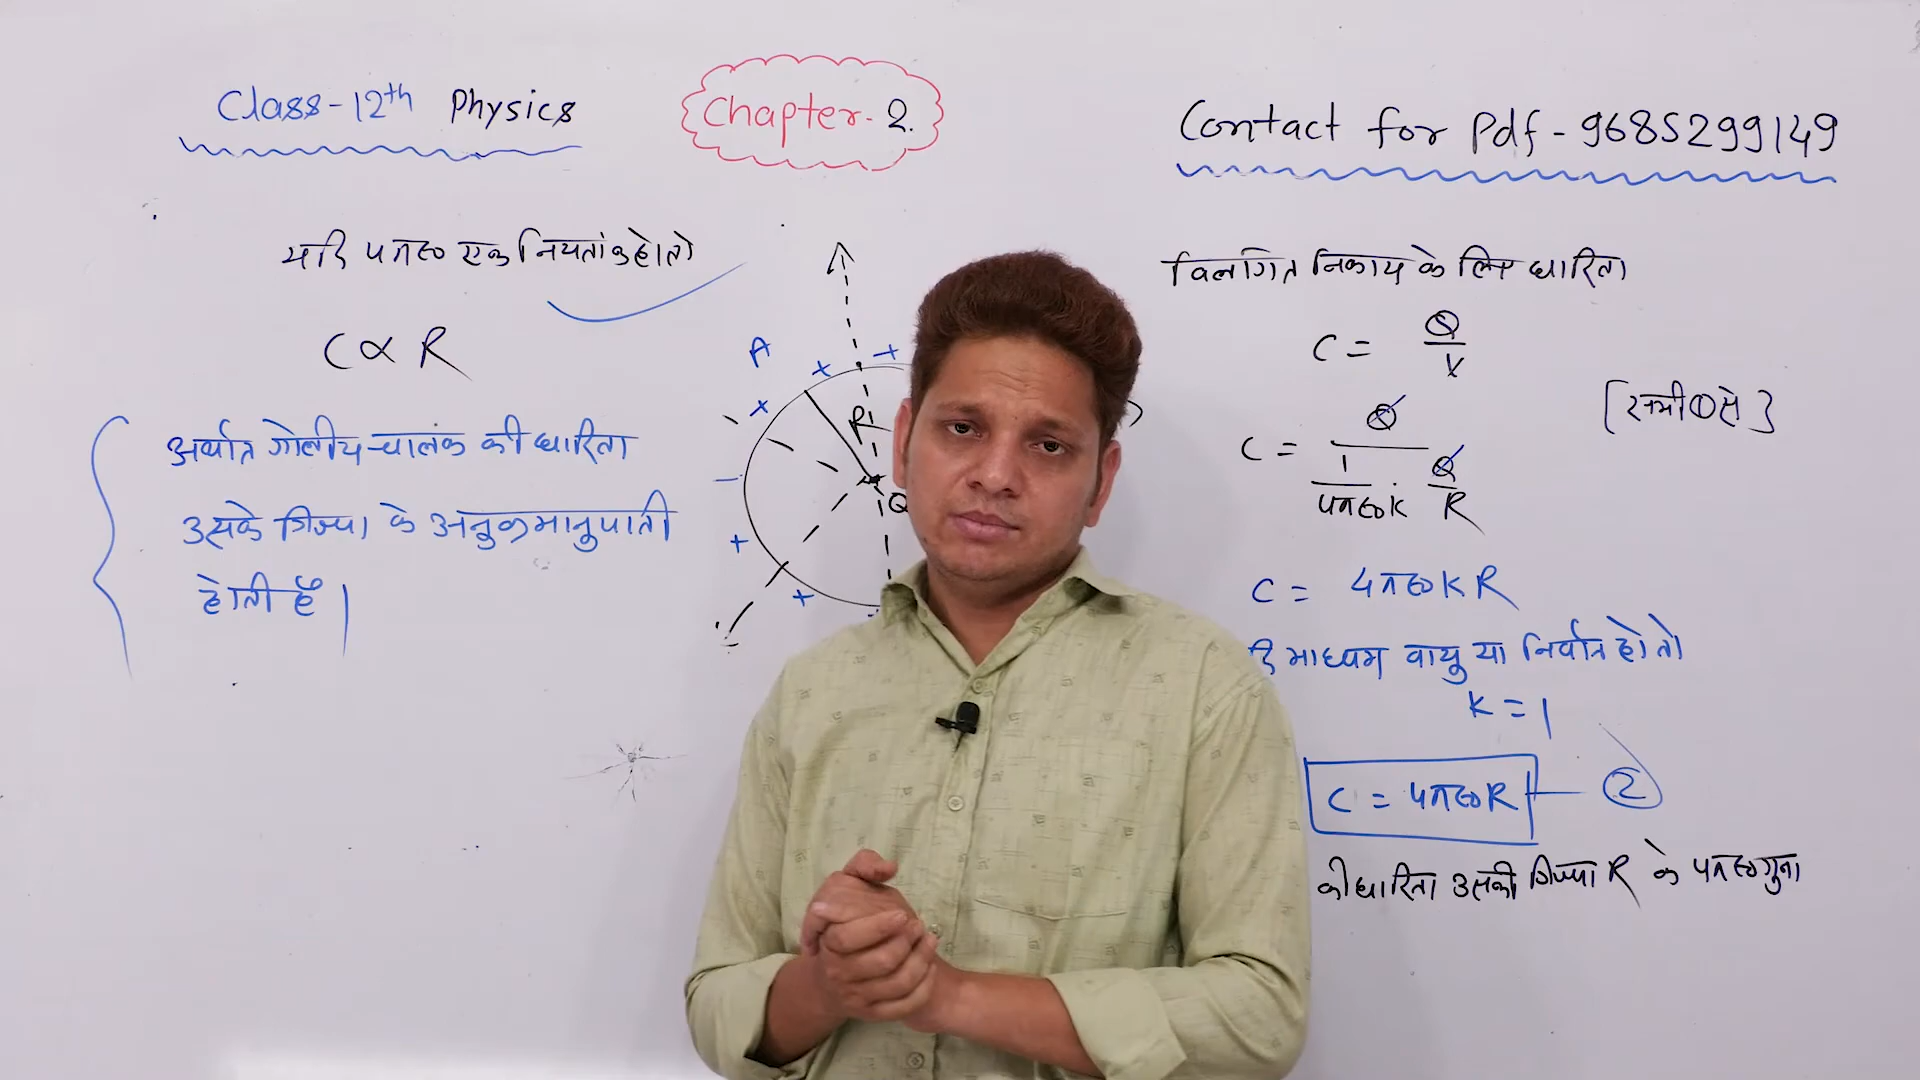 Class-12th Physics
Chapter-2.
Contact for Pdf - 9685299149
यदि 4πε₀ एक नियतांक हो तो
C ∝ R
अर्थात गोलीय चालक की धारिता
उसके त्रिज्या के अनुक्रमानुपाती
होती है।
A
R
Q
विलगित निकाय के लिए धारिता
C = Q/V
C = Q / (1/4πε₀k Q/R)
[समी①से]
C = 4πε₀KR
माध्यम वायु या निर्वात हो तो
K = 1
C = 4πε₀R — ②
की धारिता उसकी त्रिज्या R के 4πε₀ गुना